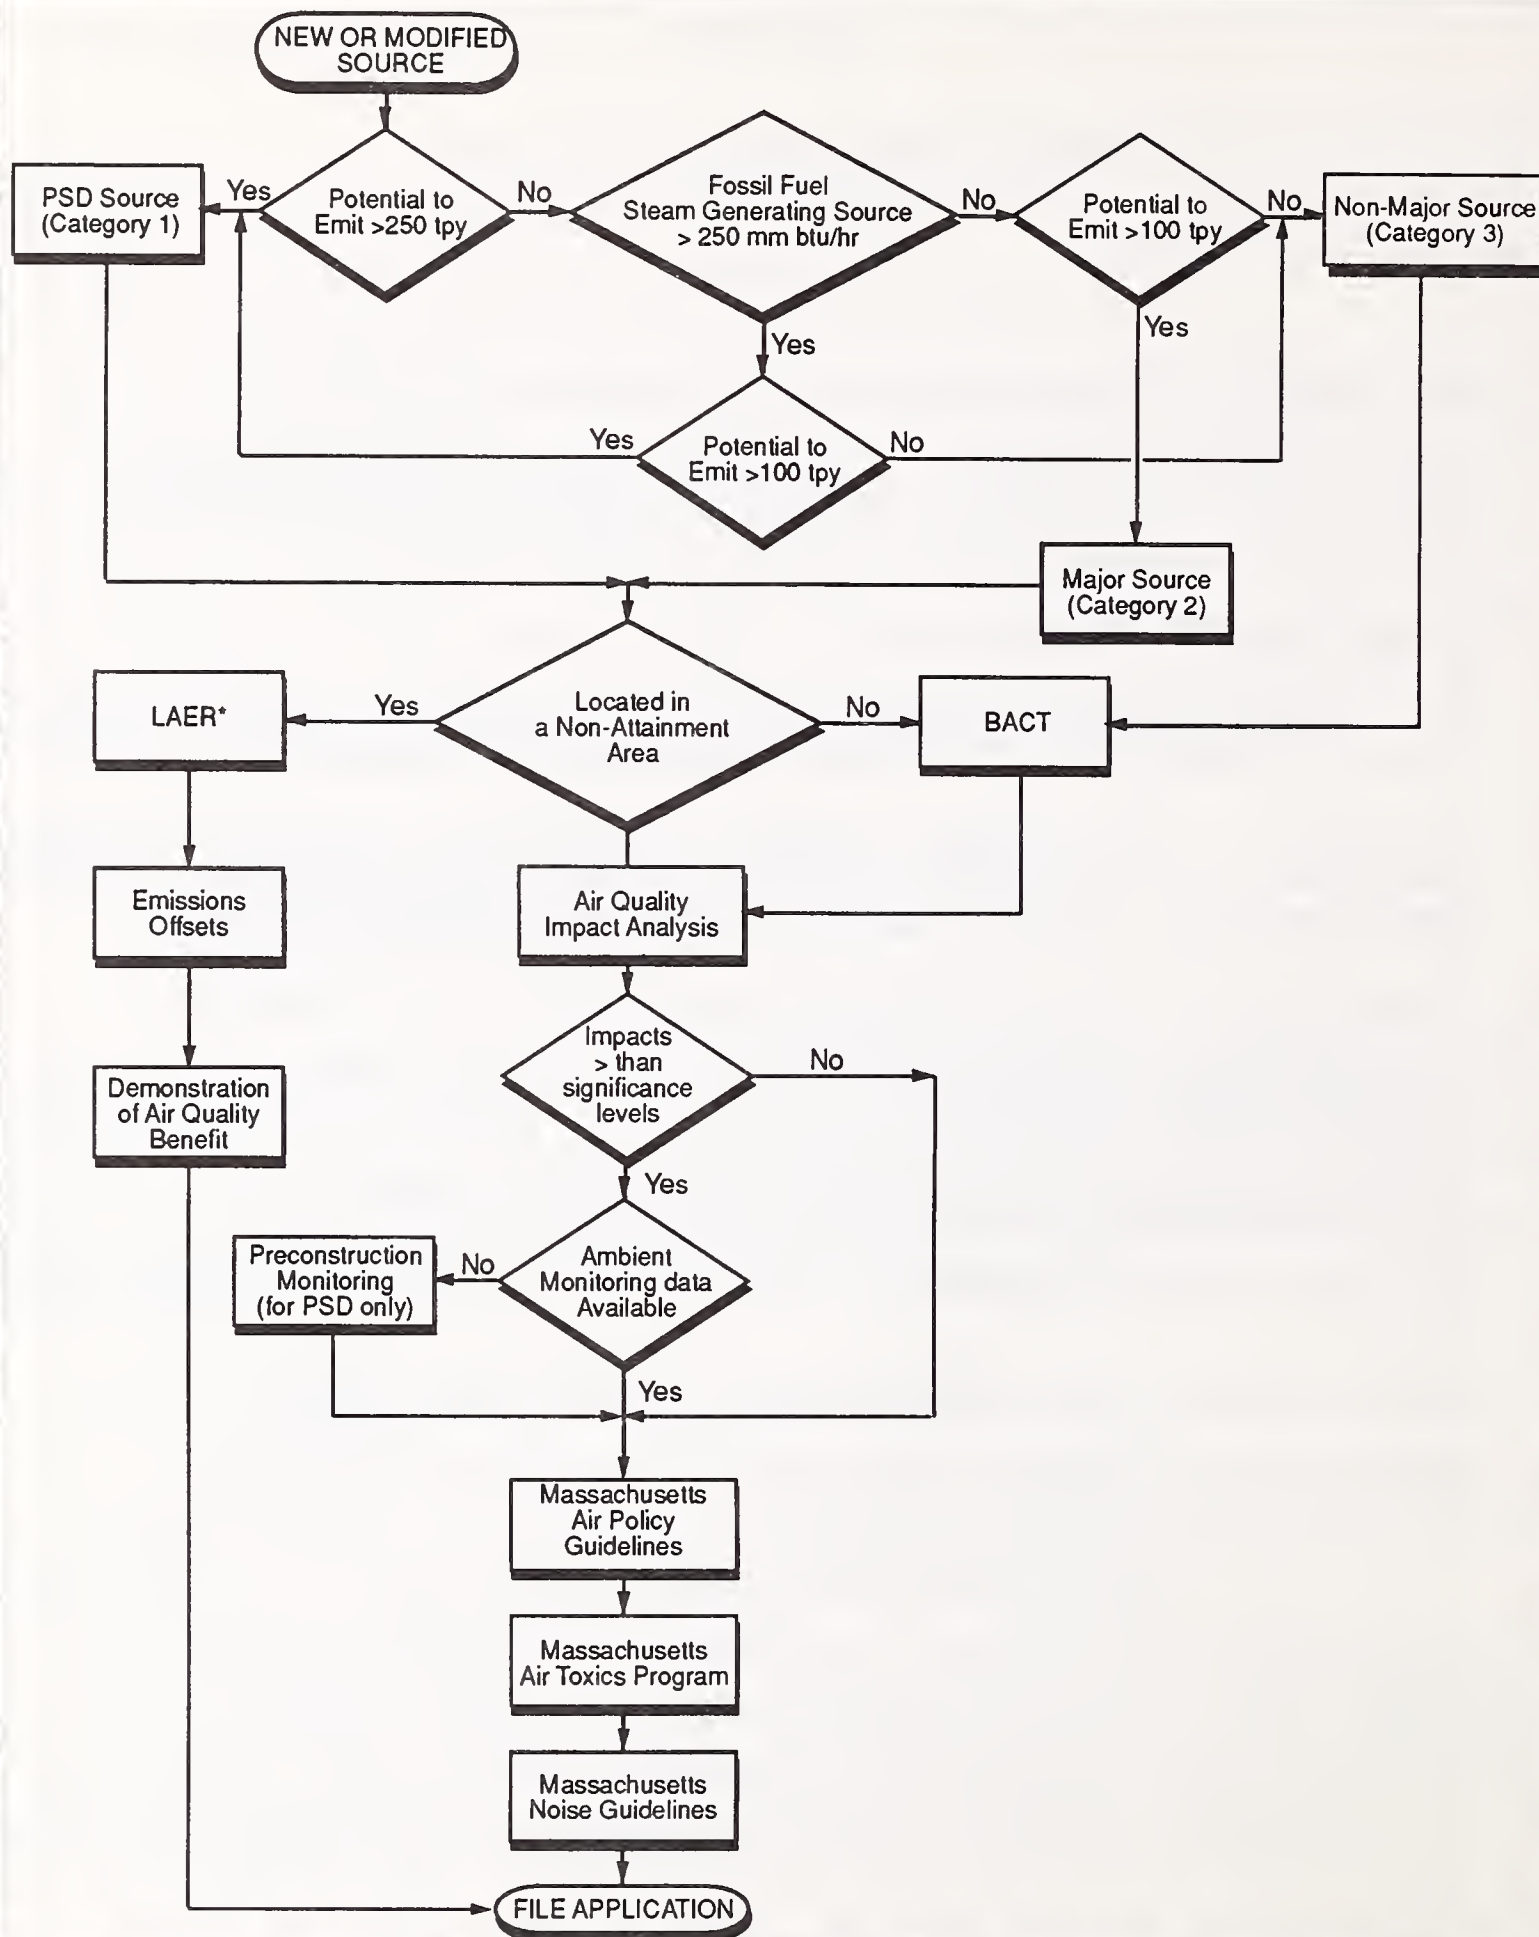 NEW OR MODIFIED
SOURCE
PSD Source
(Category 1)
Yes
Potential to
Emit >250 tpy
No
Fossil Fuel
Steam Generating Source
> 250 mm btu/hr
No
Potential to
Emit >100 tpy
No
Non-Major Source
(Category 3)
Yes
Yes
Yes
Potential to
Emit >100 tpy
No
Major Source
(Category 2)
LAER*
Yes
Located in
a Non-Attainment
Area
No
BACT
Emissions
Offsets
Air Quality
Impact Analysis
Demonstration
of Air Quality
Benefit
Impacts
> than
significance
levels
No
Yes
Preconstruction
Monitoring
(for PSD only)
No
Ambient
Monitoring data
Available
Yes
Massachusetts
Air Policy
Guidelines
Massachusetts
Air Toxics Program
Massachusetts
Noise Guidelines
FILE APPLICATION